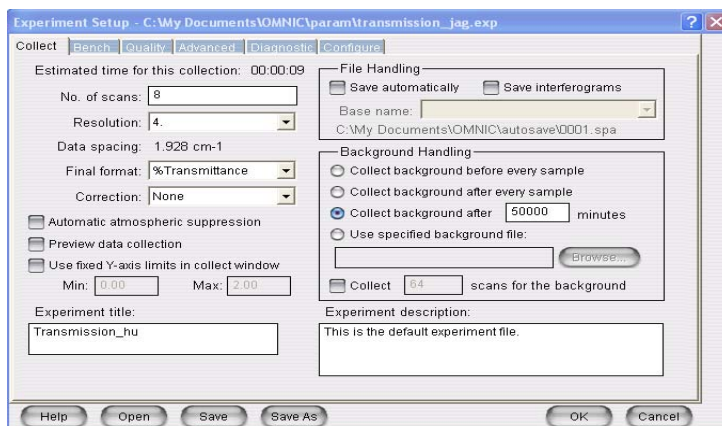 Experiment Setup - C:\My Documents\OMNIC\param\transmission_jag.exp
Collect Bench Quality Advanced Diagnostic Configure
Estimated time for this collection: 00:00:09
No. of scans: 8
Resolution: 4.
Data spacing: 1.928 cm-1
Final format: %Transmittance
Correction: None
Automatic atmospheric suppression
Preview data collection
Use fixed Y-axis limits in collect window
Min: 0.00 Max: 2.00
Experiment title:
Transmission_hu
File Handling
Save automatically Save interferograms
Base name:
C:\My Documents\OMNIC\autosave\0001.spa
Background Handling
Collect background before every sample
Collect background after every sample
Collect background after 50000 minutes
Use specified background file:
Browse...
Collect 64 scans for the background
Experiment description:
This is the default experiment file.
Help Open Save Save As OK Cancel